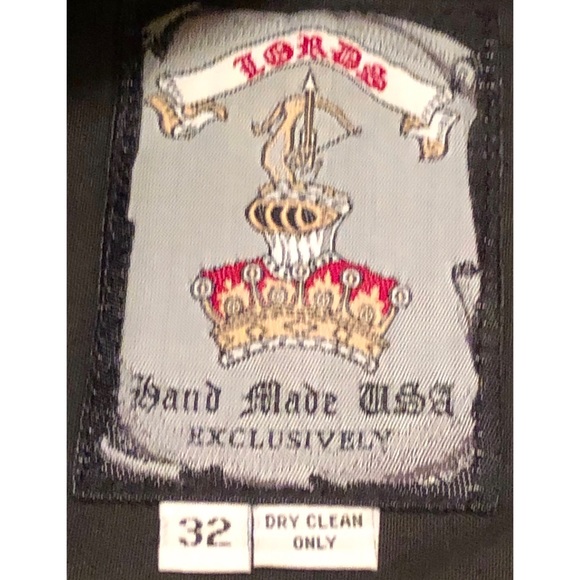 LORDS
Hand Made USA
EXCLUSIVELY
32
DRY CLEAN
ONLY